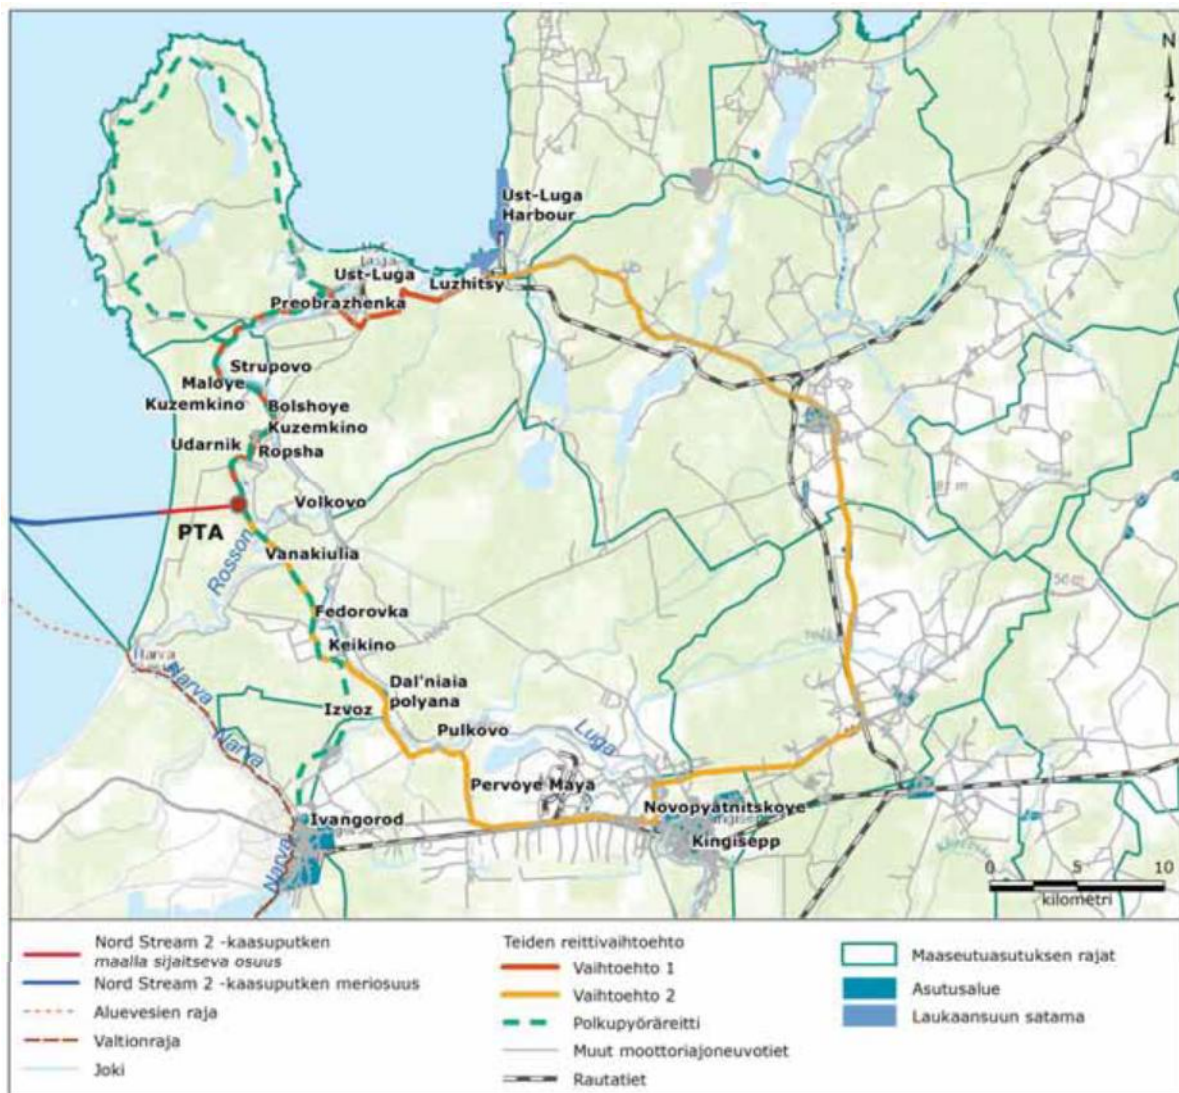 N
Ust-Luga
Harbour
Ust-Luga
Luzhitsy
Preobrazhenka
Strupovo
Maloye
Kuzemkino
Bolshoye
Kuzemkino
Udarnik
Ropsha
Volkovo
PTA
Rosson
Vanakiulia
Fedorovka
Keikino
Narva
Narva
Dal'niaia
polyana
Izvoz
Narva
Pulkovo
Luga
Pervoye Maya
Novopyatnitskoye
Ivangorod
Kingisepp
Narva
50 m
0 5 10
kilometri
Nord Stream 2 -kaasuputken
maalla sijaitseva osuus
Nord Stream 2 -kaasuputken meriosuus
Aluevesien raja
Valtionraja
Joki
Teiden reittivaihtoehto
Vaihtoehto 1
Vaihtoehto 2
Polkupyöräreitti
Muut moottoriajoneuvotiet
Rautatiet
Maaseutuasutuksen rajat
Asutusalue
Laukaansuun satama